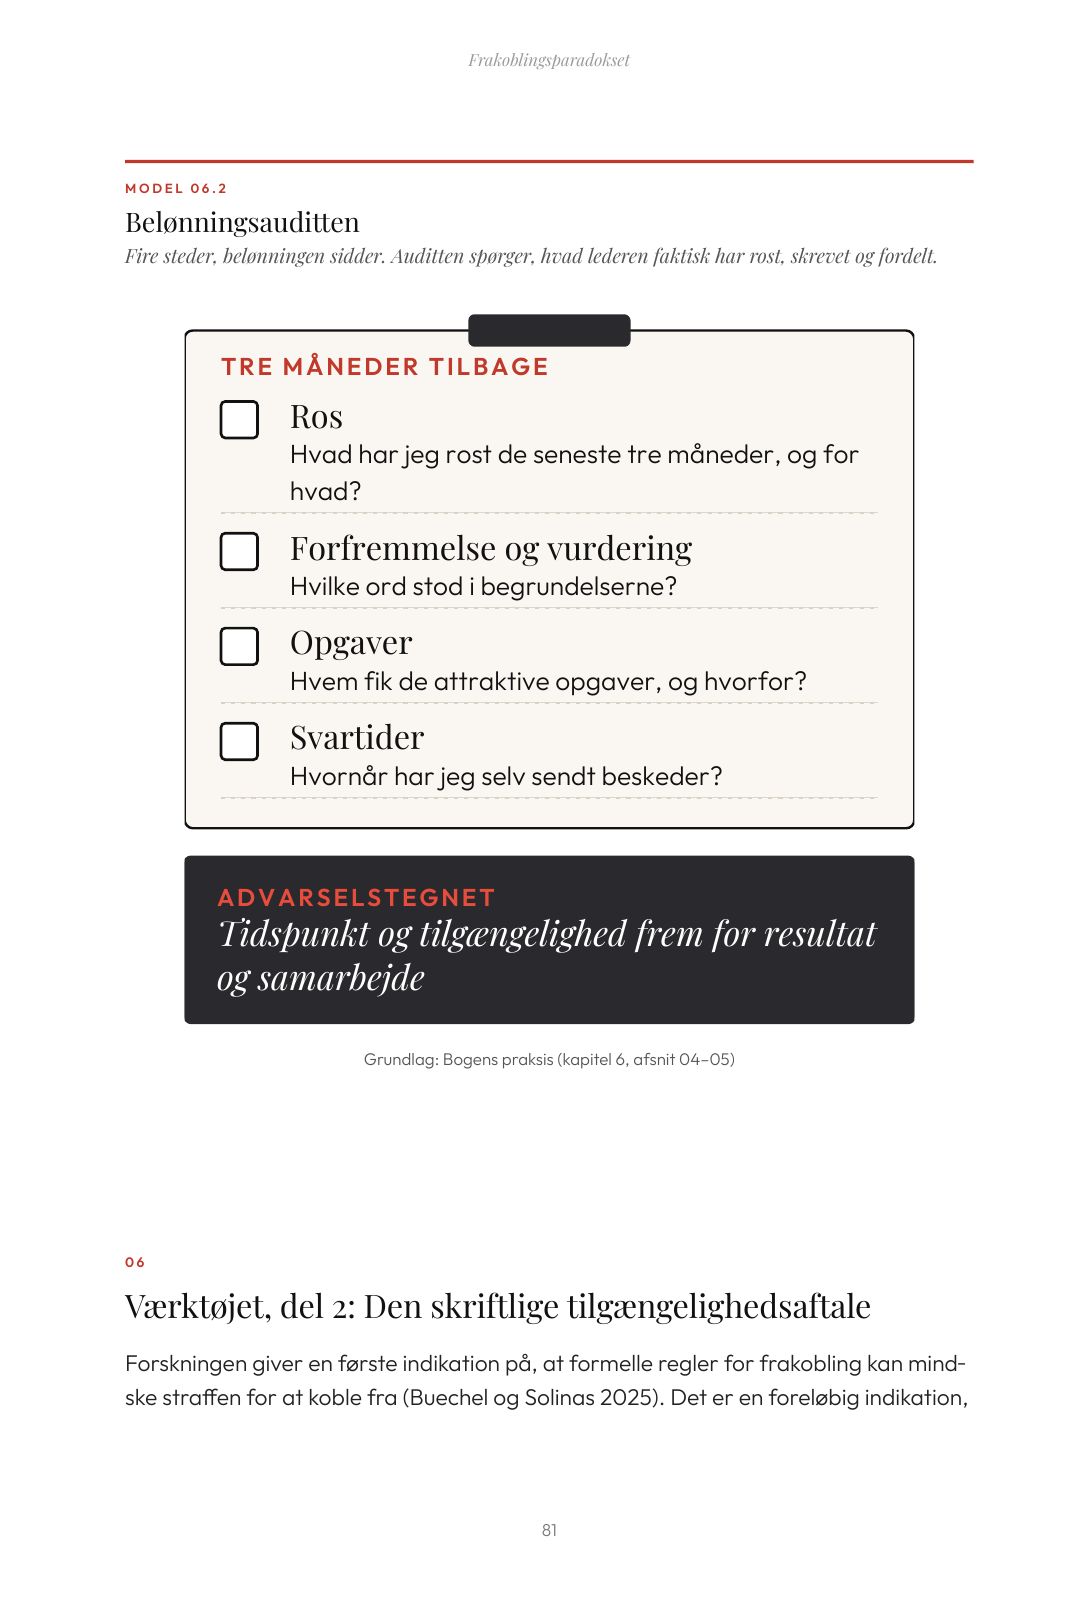 Frakoblingsparadokset
MODEL 06.2
Belønningsauditten
Fire steder, belønningen sidder. Auditten spørger, hvad lederen faktisk har rost, skrevet og fordelt.
TRE MÅNEDER TILBAGE
Ros
Hvad har jeg rost de seneste tre måneder, og for
hvad?
Forfremmelse og vurdering
Hvilke ord stod i begrundelserne?
Opgaver
Hvem fik de attraktive opgaver, og hvorfor?
Svartider
Hvornår har jeg selv sendt beskeder?
ADVARSELSTEGNET
Tidspunkt og tilgængelighed frem for resultat
og samarbejde
Grundlag: Bogens praksis (kapitel 6, afsnit 04–05)
06
Værktøjet, del 2: Den skriftlige tilgængelighedsaftale
Forskningen giver en første indikation på, at formelle regler for frakobling kan mind-
ske straffen for at koble fra (Buechel og Solinas 2025). Det er en foreløbig indikation,
81